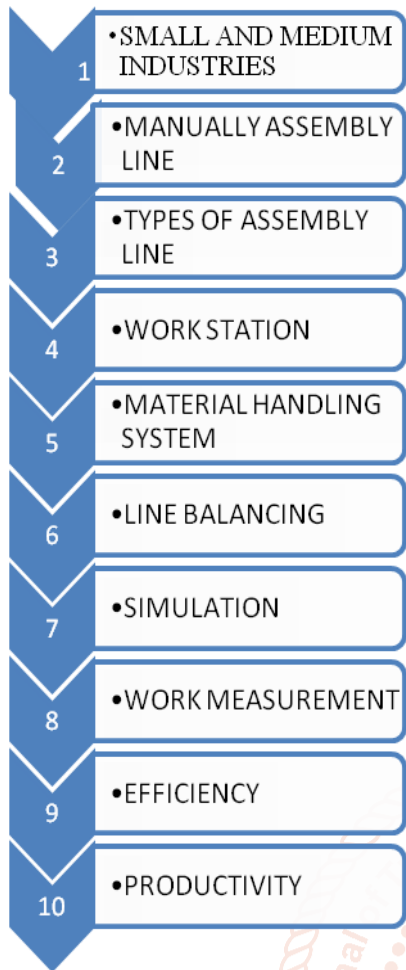 1
•SMALL AND MEDIUM
INDUSTRIES
2
•MANUALLY ASSEMBLY
LINE
3
•TYPES OF ASSEMBLY
LINE
4
•WORK STATION
5
•MATERIAL HANDLING
SYSTEM
6
•LINE BALANCING
7
•SIMULATION
8
•WORK MEASUREMENT
9
•EFFICIENCY
10
•PRODUCTIVITY